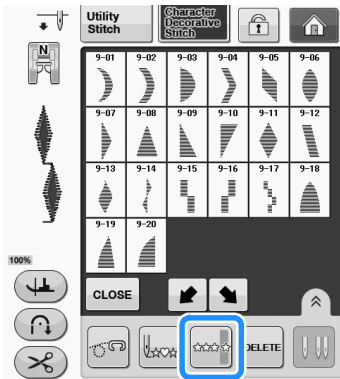 Utility
Stitch
Character
Decorative
Stitch
N
9-01 9-02 9-03 9-04 9-05 9-06
9-07 9-08 9-09 9-10 9-11 9-12
9-13 9-14 9-15 9-16 9-17 9-18
9-19 9-20
100%
CLOSE
DELETE